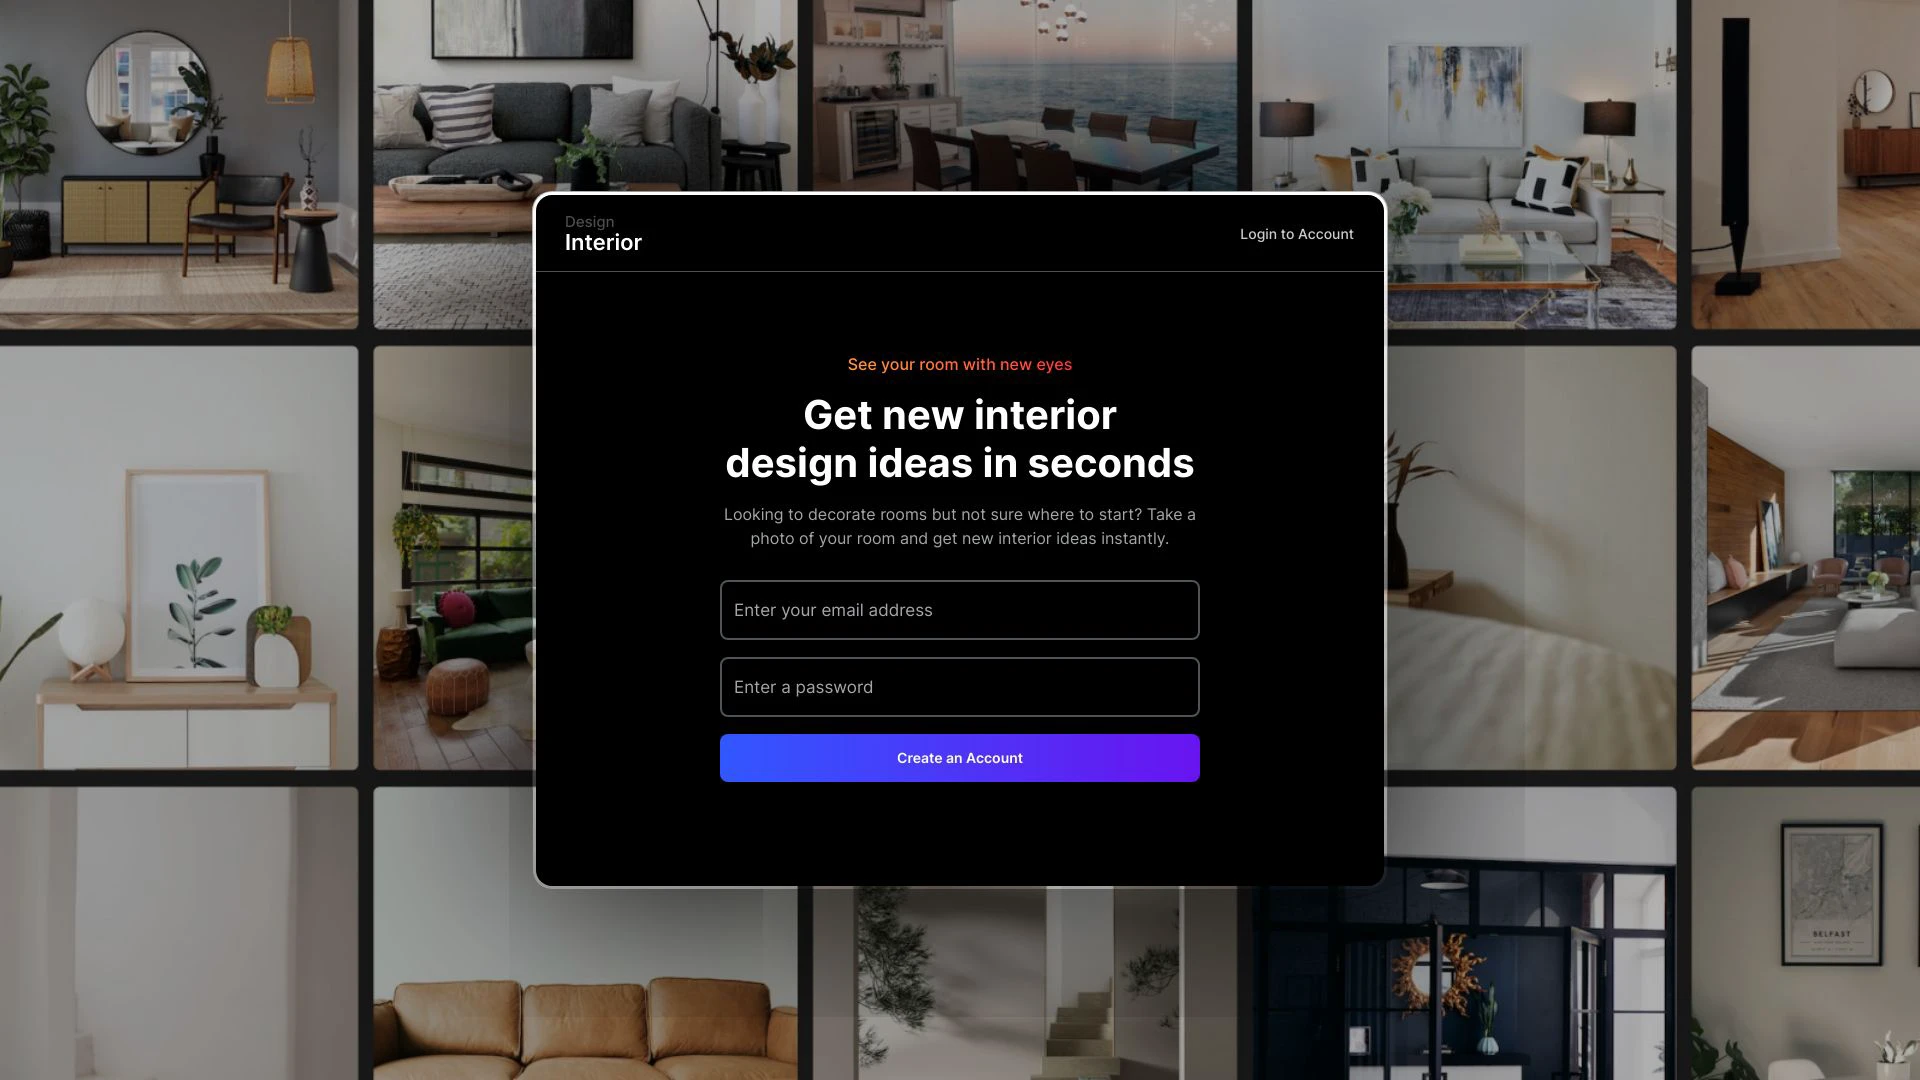 Design
Interior
Login to Account
See your room with new eyes
Get new interior
design ideas in seconds
Looking to decorate rooms but not sure where to start? Take a
photo of your room and get new interior ideas instantly.
Enter your email address
Enter a password
Create an Account
BELFAST